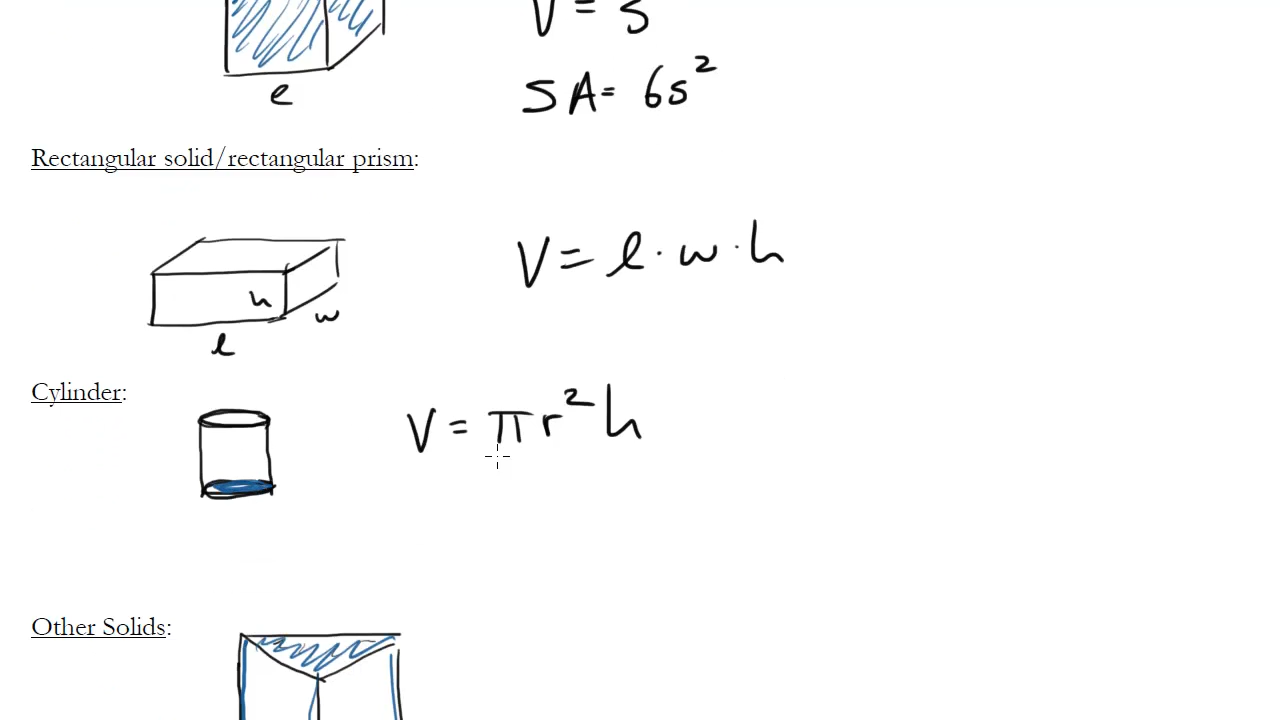 V = s
e
SA = 6s²
Rectangular solid/rectangular prism:
V = l · w · h
h
w
l
Cylinder:
V = πr²h
Other Solids: